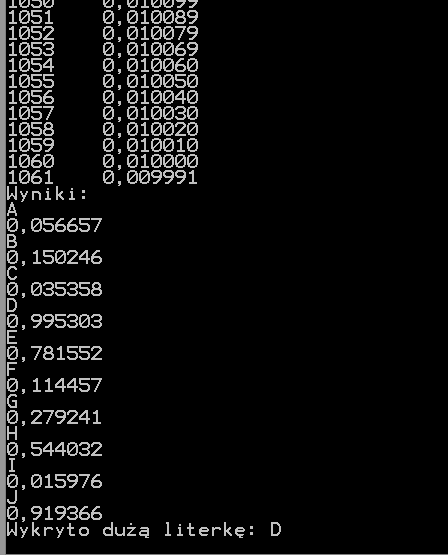 1050 0,010099
1051 0,010089
1052 0,010079
1053 0,010069
1054 0,010060
1055 0,010050
1056 0,010040
1057 0,010030
1058 0,010020
1059 0,010010
1060 0,010000
1061 0,009991
Wyniki:
A
0,056657
B
0,150246
C
0,035358
D
0,995303
E
0,781552
F
0,114457
G
0,279241
H
0,544032
I
0,015976
J
0,919366
Wykryto dużą literkę: D